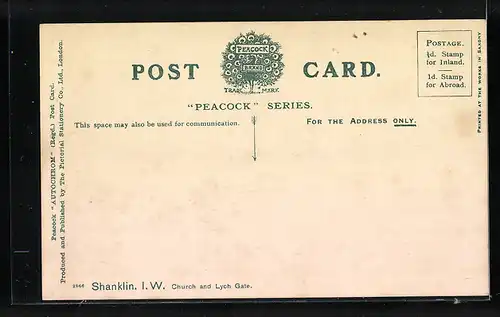 PEACOCK
BRAND
TRADE MARK
POST CARD.
"PEACOCK" SERIES.
This space may also be used for communication.
FOR THE ADDRESS ONLY.
POSTAGE.
½d. Stamp
for Inland.
1d. Stamp
for Abroad.
PRINTED AT THE WORKS IN SAXONY
Peacock "AUTOCHROM" (Regd.) Post Card.
Produced and Published by The Pictorial Stationery Co., Ltd., London.
Shanklin, I.W. Church and Lych Gate.